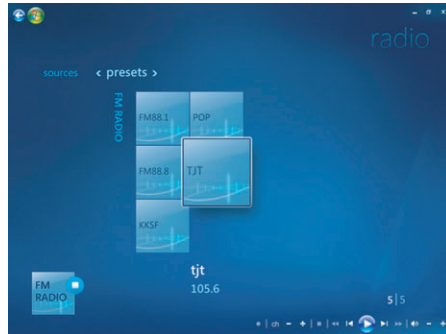 radio
sources < presets >
FM RADIO
FM88.1 POP
FM88.8 TJT
KKSF
tjt
105.6
FM
RADIO
5|5
ch - +
- +